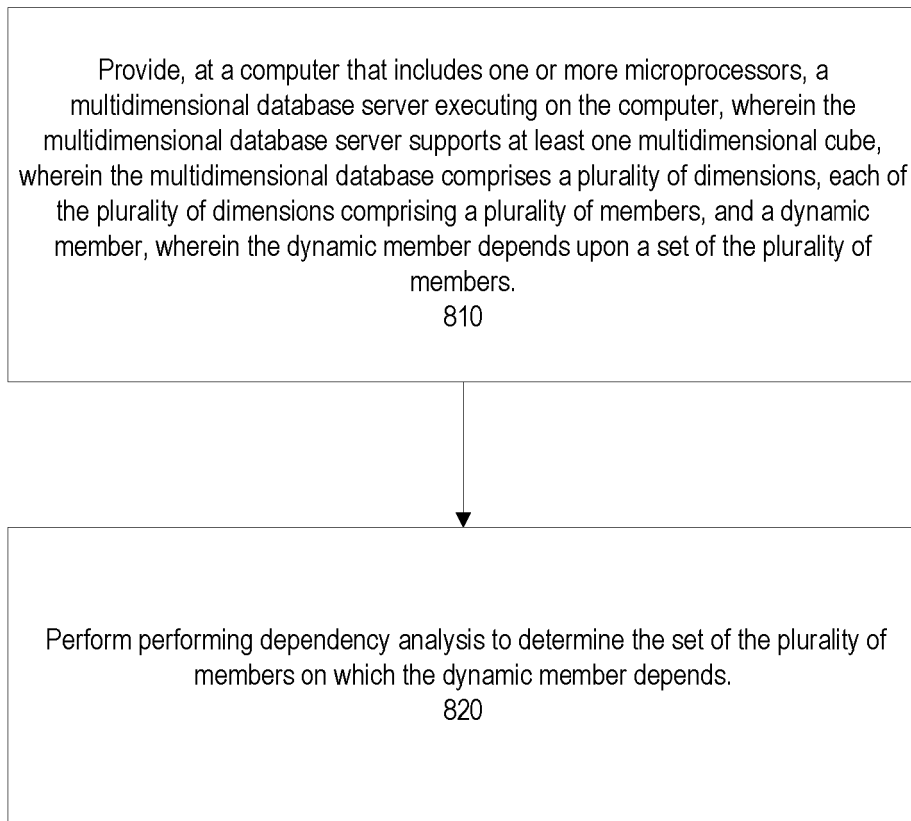 Provide, at a computer that includes one or more microprocessors, a
multidimensional database server executing on the computer, wherein the
multidimensional database server supports at least one multidimensional cube,
wherein the multidimensional database comprises a plurality of dimensions, each of
the plurality of dimensions comprising a plurality of members, and a dynamic
member, wherein the dynamic member depends upon a set of the plurality of
members.
810
Perform performing dependency analysis to determine the set of the plurality of
members on which the dynamic member depends.
820